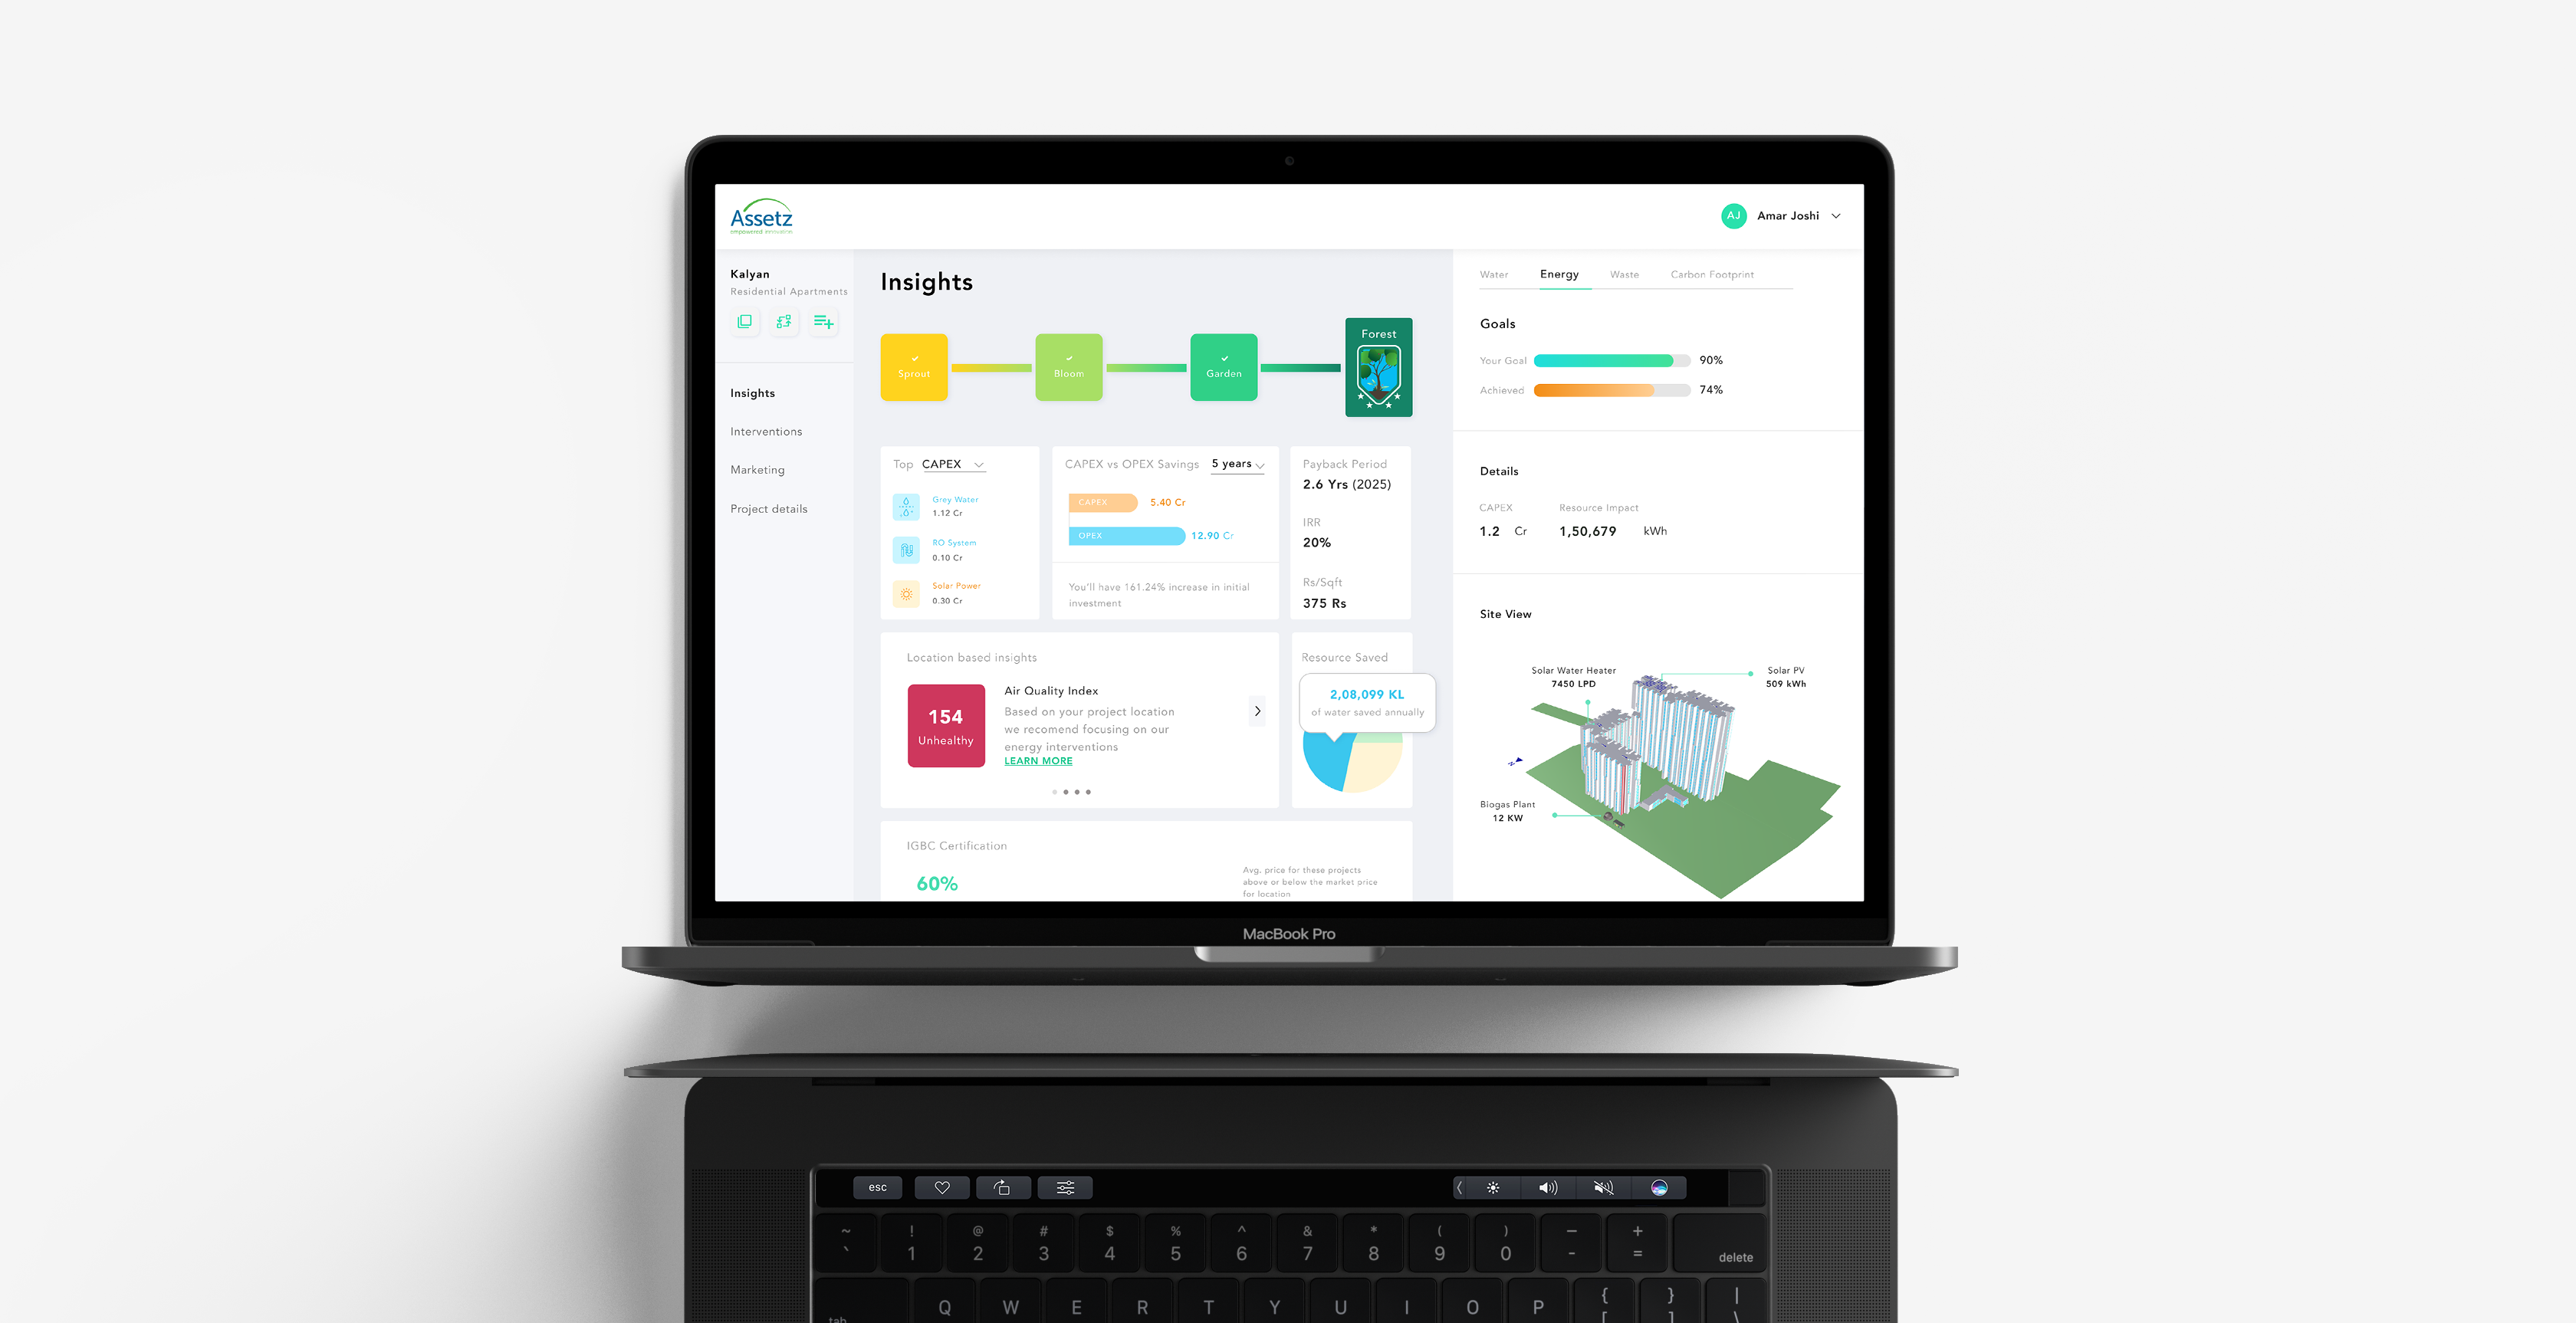 Assetz
empowered innovation
AJ
Amar Joshi
Kalyan
Residential Apartments
Insights
Interventions
Marketing
Project details
Insights
Sprout
Bloom
Garden
Forest
Top CAPEX
Grey Water
1.12 Cr
RO System
0.10 Cr
Solar Power
0.30 Cr
CAPEX vs OPEX Savings 5 years
CAPEX 5.40 Cr
OPEX 12.90 Cr
You'll have 161.24% increase in initial
investment
Payback Period
2.6 Yrs (2025)
IRR
20%
Rs/Sqft
375 Rs
Location based insights
154
Unhealthy
Air Quality Index
Based on your project location
we recomend focusing on our
energy interventions
LEARN MORE
Resource Saved
2,08,099 KL
of water saved annually
IGBC Certification
60%
Avg. price for these projects
above or below the market price
for location
Water Energy Waste Carbon Footprint
Goals
Your Goal 90%
Achieved 74%
Details
CAPEX Resource Impact
1.2 Cr 1,50,679 kWh
Site View
Solar Water Heater
7450 LPD
Solar PV
509 kWh
Biogas Plant
12 KW
N
MacBook Pro
esc
~ ! @ # $ % ^ & * ( ) — +
` 1 2 3 4 5 6 7 8 9 0 - = delete
tab Q W E R T Y U I O P { } |
[ ] \